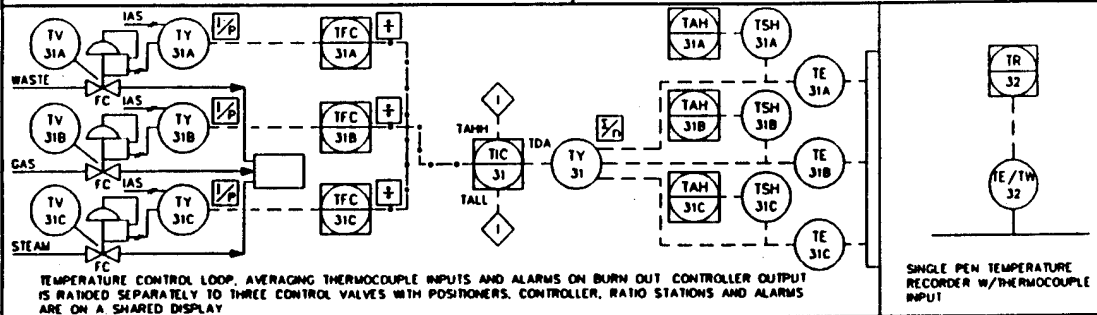 IAS
TV 31A
TY 31A
I/P
TFC 31A
÷
WASTE
FC
TAH 31A
TSH 31A
TE 31A
IAS
TV 31B
TY 31B
I/P
TFC 31B
÷
GAS
FC
I
TAHH
TIC 31
TDA
TALL
I
TY 31
Σ/n
TAH 31B
TSH 31B
TE 31B
IAS
TV 31C
TY 31C
I/P
TFC 31C
÷
STEAM
FC
TAH 31C
TSH 31C
TE 31C
TEMPERATURE CONTROL LOOP, AVERAGING THERMOCOUPLE INPUTS AND ALARMS ON BURN OUT. CONTROLLER OUTPUT
IS RATIOED SEPARATELY TO THREE CONTROL VALVES WITH POSITIONERS. CONTROLLER, RATIO STATIONS AND ALARMS
ARE ON A SHARED DISPLAY
TR
32
TE/TW
32
SINGLE PEN TEMPERATURE
RECORDER W/THERMOCOUPLE
INPUT